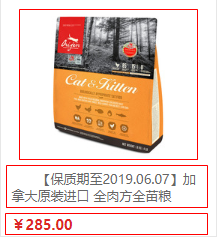 Orijen
Cat & Kitten
【保质期至2019.06.07】加
拿大原装进口 全肉方全苗粮
￥285.00